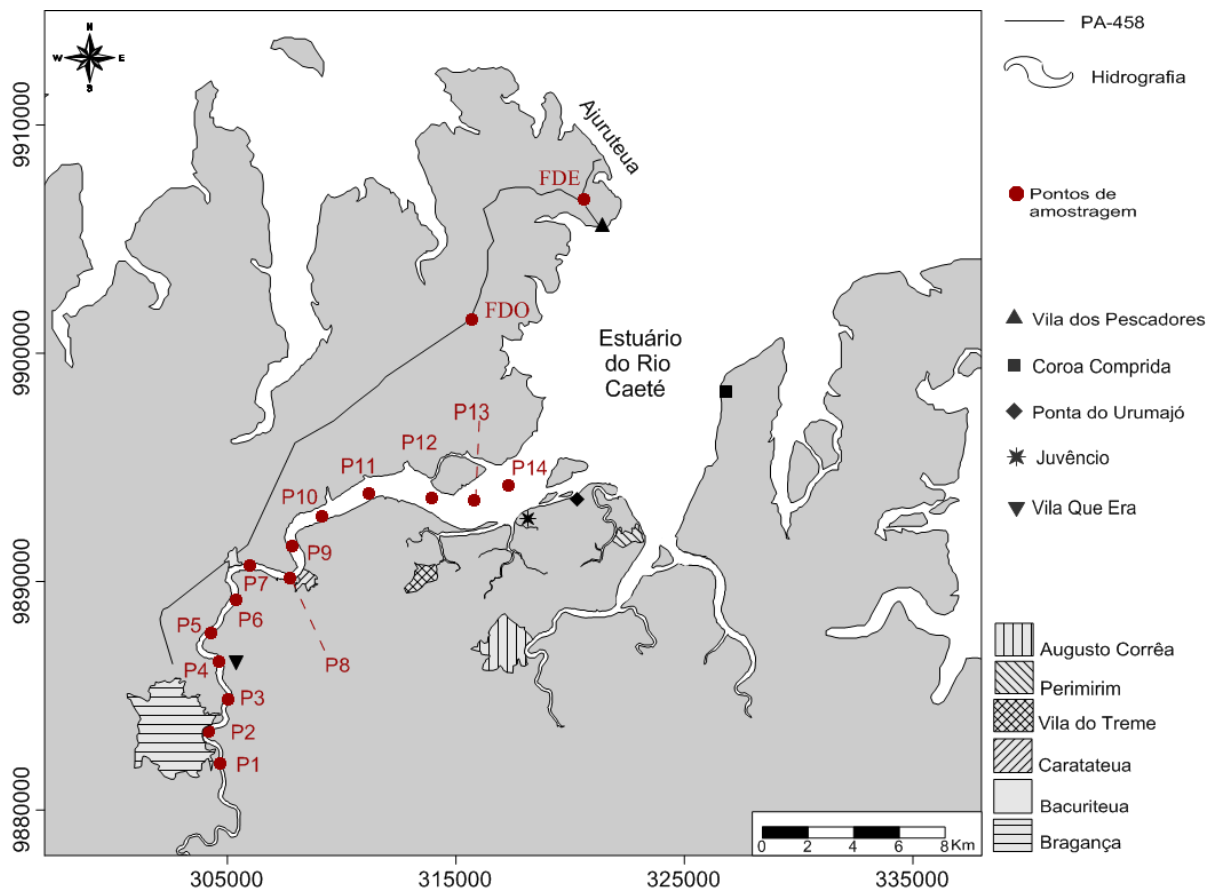 N
W
E
S
9910000
9900000
9890000
9880000
305000
315000
325000
335000
Ajuruteua
FDE
FDO
Estuário
do Rio
Caeté
P13
P12
P14
P11
P10
P9
P7
P6
P5
P8
P4
P3
P2
P1
0 2 4 6 8 Km
PA-458
Hidrografia
Pontos de
amostragem
Vila dos Pescadores
Coroa Comprida
Ponta do Urumajó
Juvêncio
Vila Que Era
Augusto Corrêa
Perimirim
Vila do Treme
Caratateua
Bacuriteua
Bragança